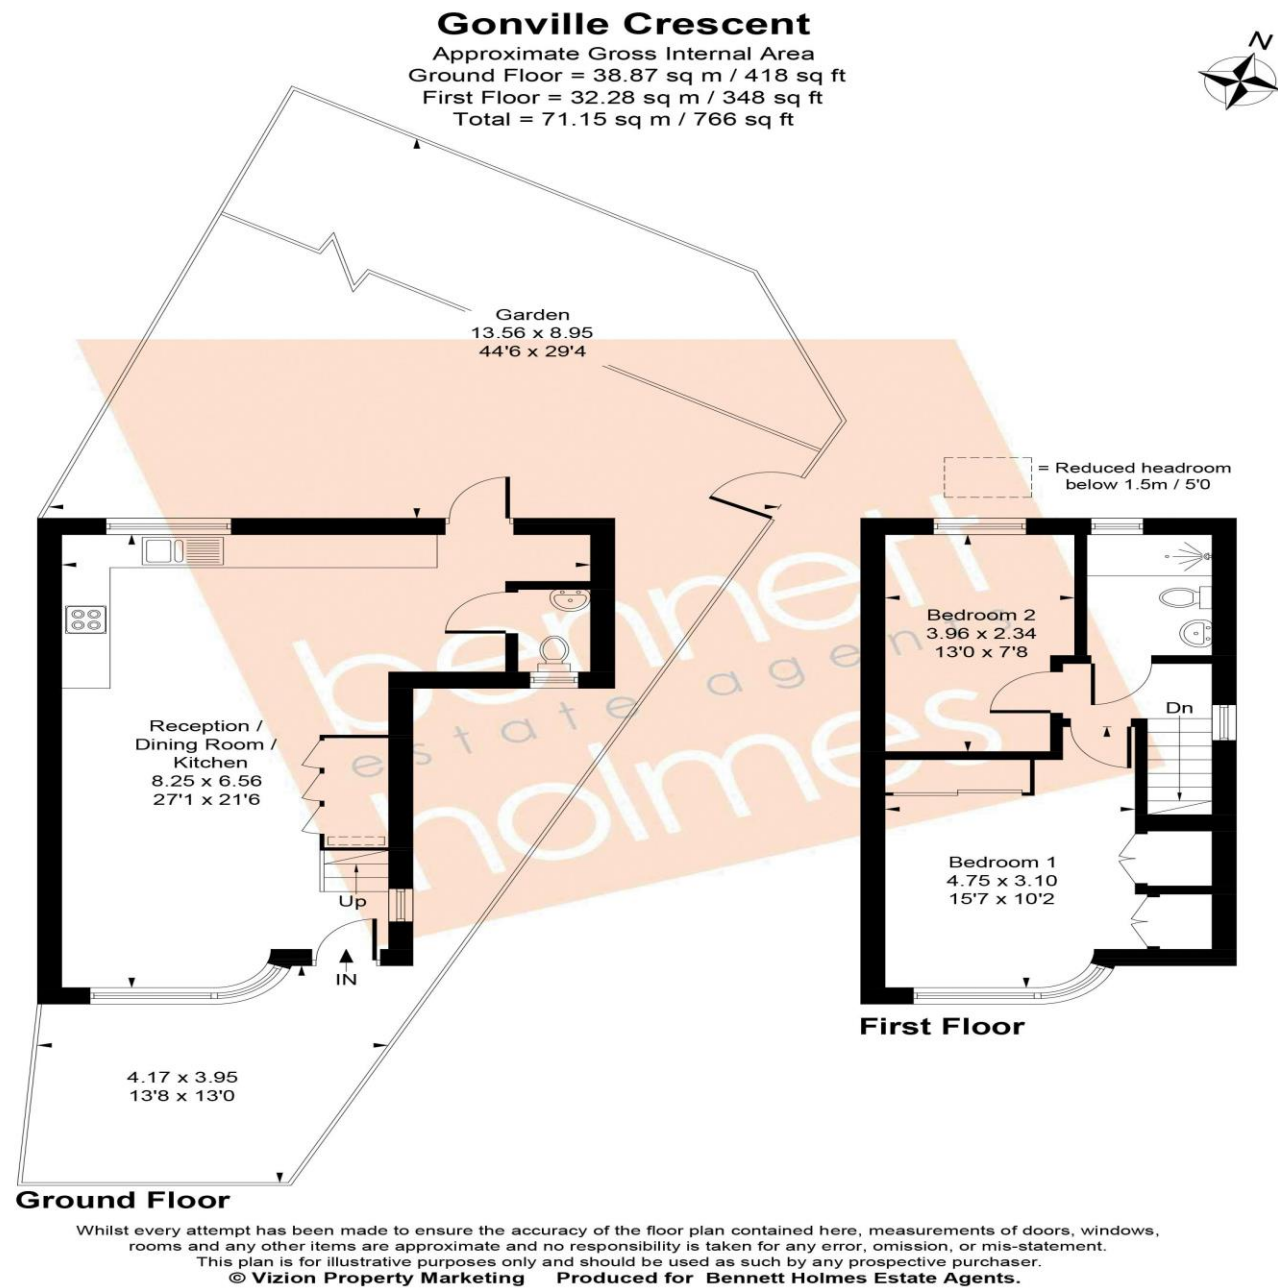 Gonville Crescent
Approximate Gross Internal Area
Ground Floor = 38.87 sq m / 418 sq ft
First Floor = 32.28 sq m / 348 sq ft
Total = 71.15 sq m / 766 sq ft
N
Garden
13.56 x 8.95
44'6 x 29'4
= Reduced headroom
below 1.5m / 5'0
bennett
estate agents
holmes
Bedroom 2
3.96 x 2.34
13'0 x 7'8
Dn
Reception /
Dining Room /
Kitchen
8.25 x 6.56
27'1 x 21'6
Up
IN
Bedroom 1
4.75 x 3.10
15'7 x 10'2
First Floor
4.17 x 3.95
13'8 x 13'0
Ground Floor
Whilst every attempt has been made to ensure the accuracy of the floor plan contained here, measurements of doors, windows,
rooms and any other items are approximate and no responsibility is taken for any error, omission, or mis-statement.
This plan is for illustrative purposes only and should be used as such by any prospective purchaser.
© Vizion Property Marketing Produced for Bennett Holmes Estate Agents.